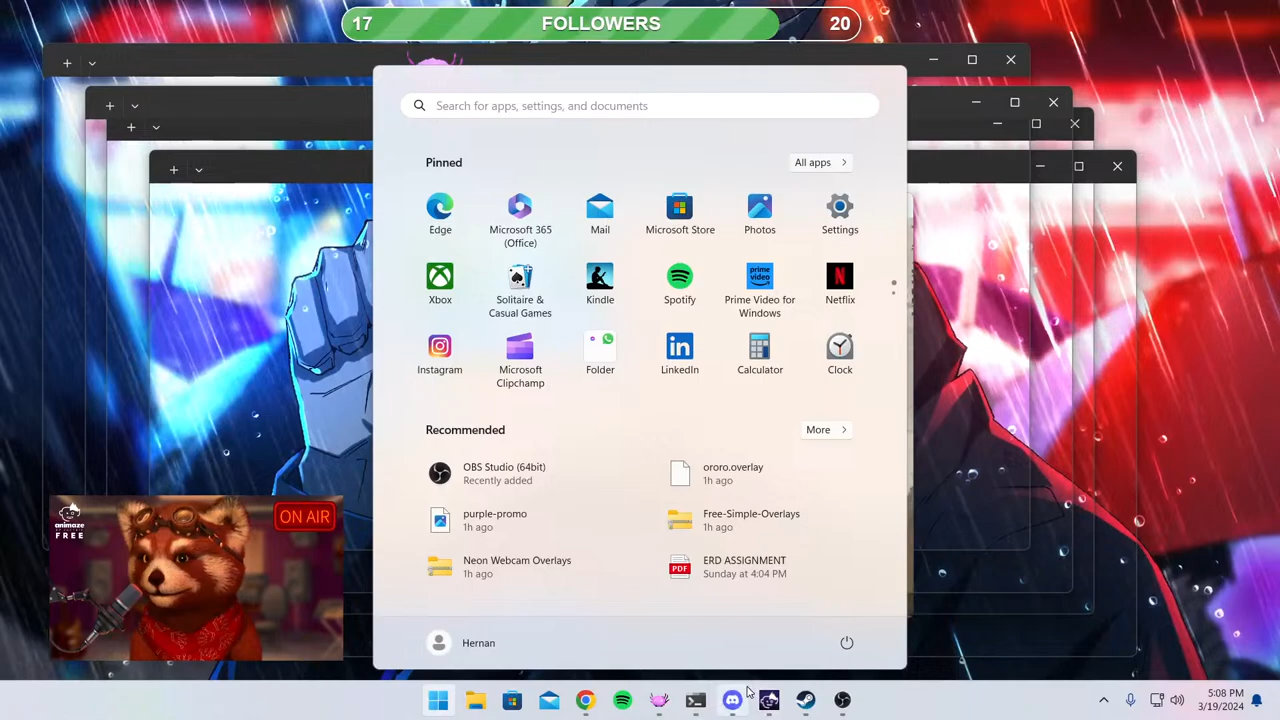 17 FOLLOWERS 20
Search for apps, settings, and documents
Pinned
All apps
Edge
Microsoft 365
(Office)
Mail
Microsoft Store
Photos
Settings
Xbox
Solitaire &
Casual Games
Kindle
Spotify
prime
video
Prime Video for
Windows
Netflix
Instagram
Microsoft
Clipchamp
Folder
LinkedIn
Calculator
Clock
Recommended
More
OBS Studio (64bit)
Recently added
ororo.overlay
1h ago
purple-promo
1h ago
Free-Simple-Overlays
1h ago
Neon Webcam Overlays
1h ago
PDF
ERD ASSIGNMENT
Sunday at 4:04 PM
animaze
FREE
ON AIR
Hernan
5:08 PM
3/19/2024